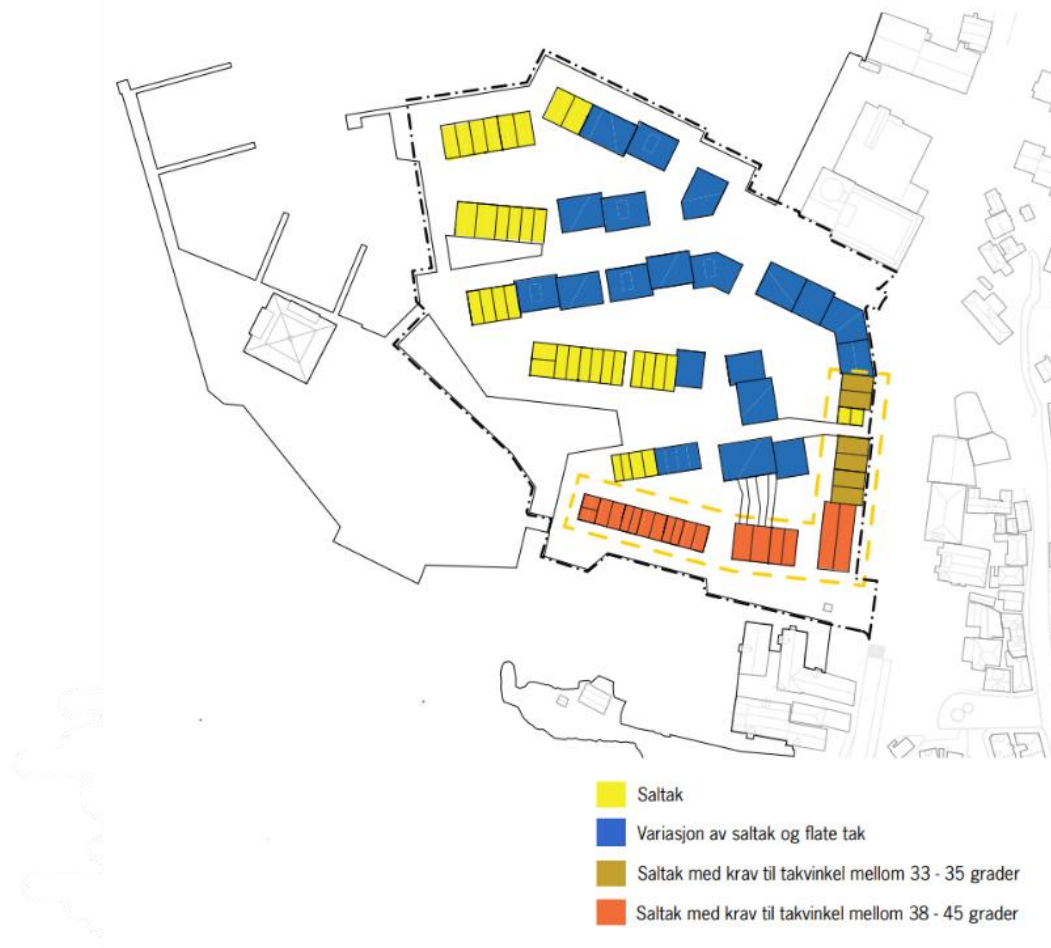 Saltak
Variasjon av saltak og flate tak
Saltak med krav til takvinkel mellom 33 - 35 grader
Saltak med krav til takvinkel mellom 38 - 45 grader